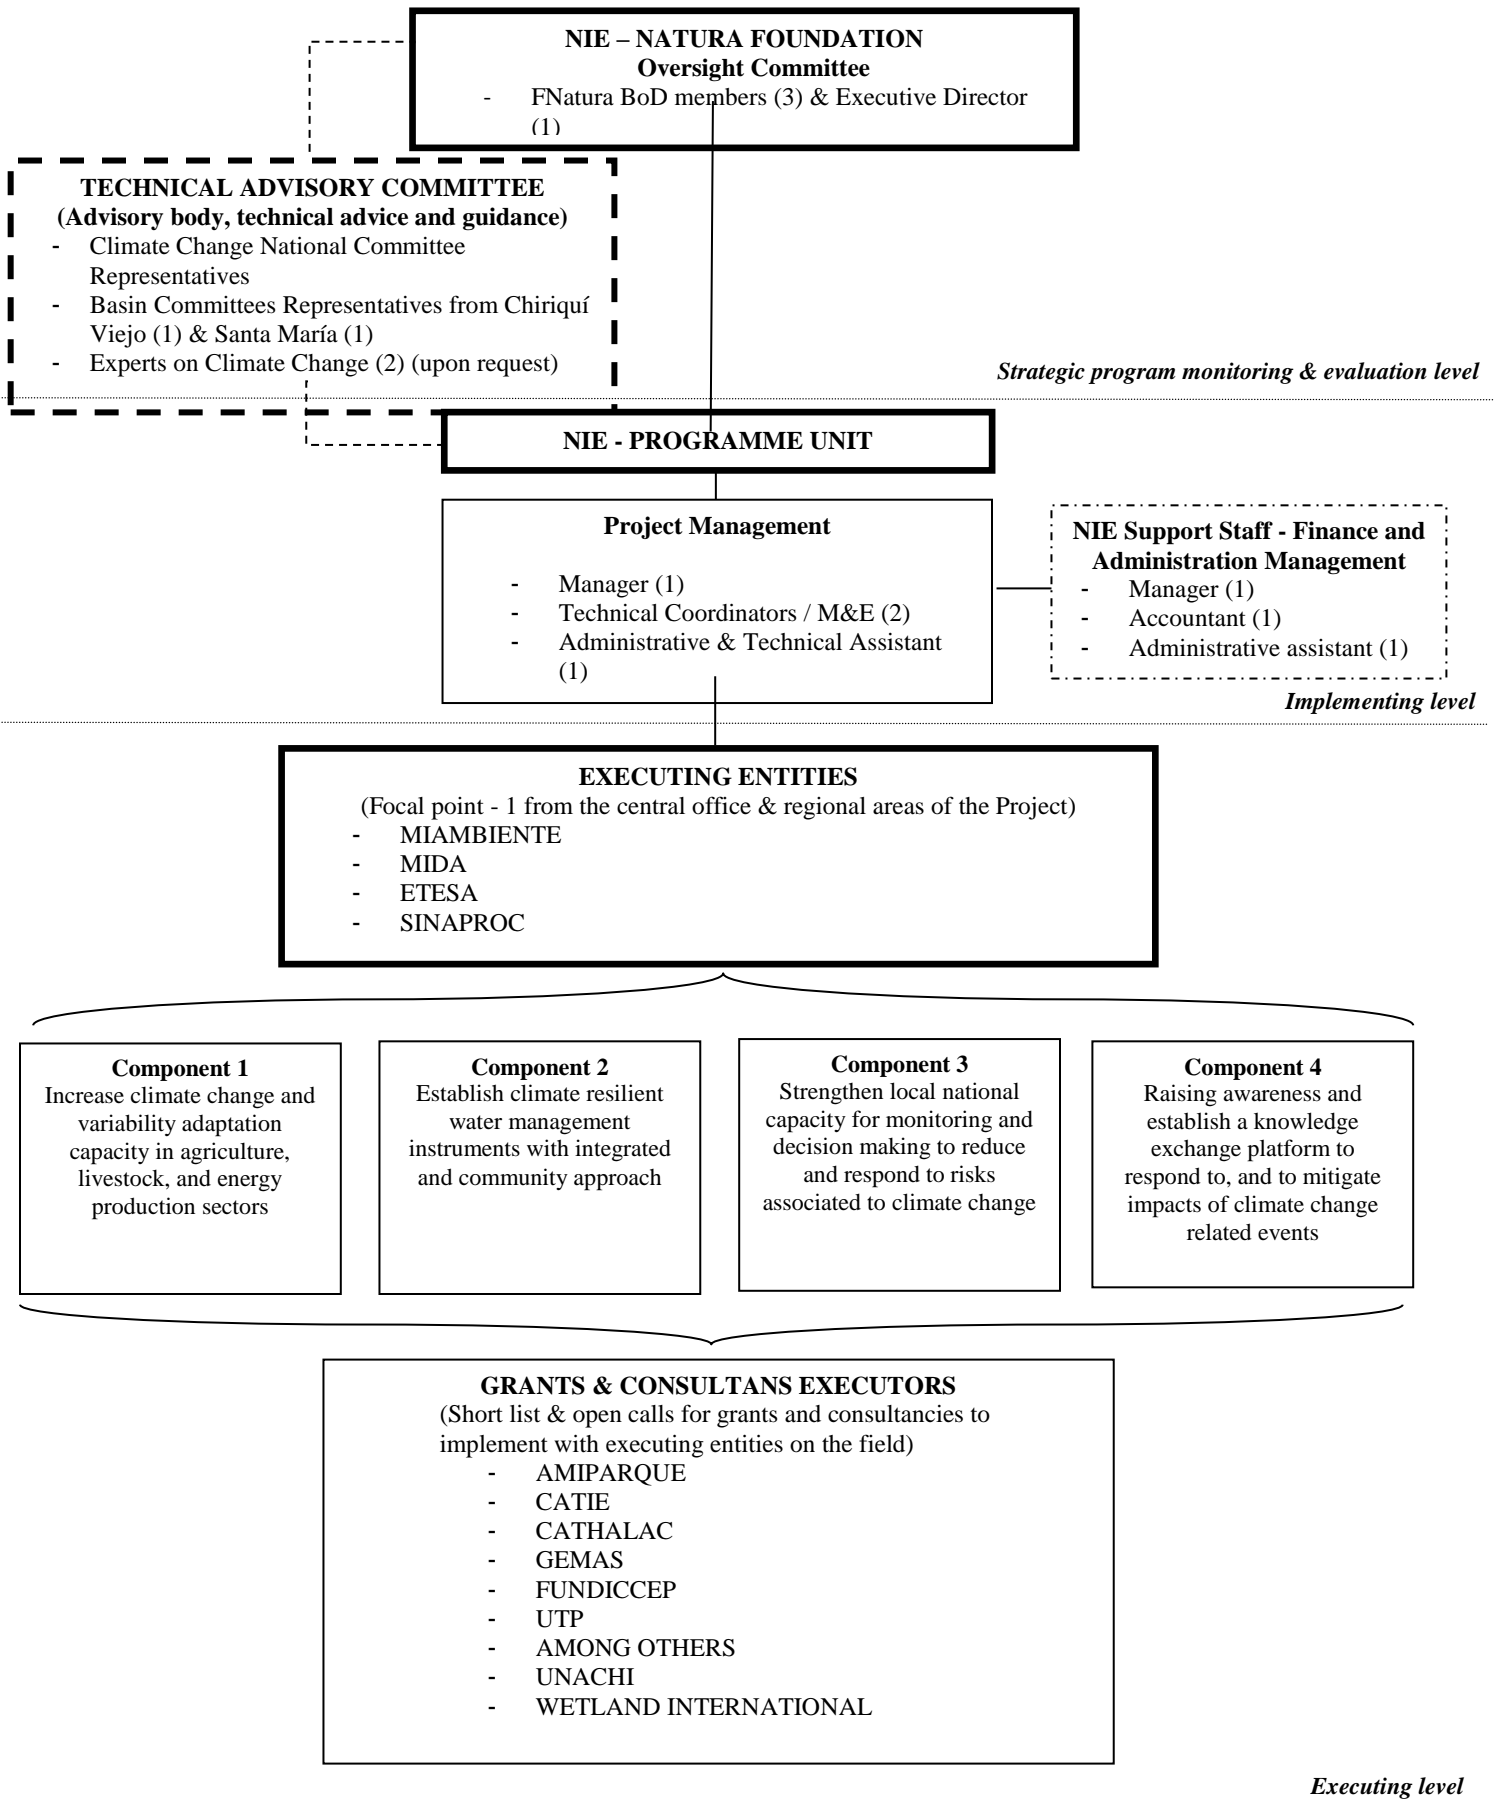 NIE – NATURA FOUNDATION
Oversight Committee
- FNatura BoD members (3) & Executive Director
(1)
TECHNICAL ADVISORY COMMITTEE
(Advisory body, technical advice and guidance)
- Climate Change National Committee
Representatives
- Basin Committees Representatives from Chiriquí
Viejo (1) & Santa María (1)
- Experts on Climate Change (2) (upon request)
Strategic program monitoring & evaluation level
NIE - PROGRAMME UNIT
Project Management
- Manager (1)
- Technical Coordinators / M&E (2)
- Administrative & Technical Assistant
(1)
NIE Support Staff - Finance and
Administration Management
- Manager (1)
- Accountant (1)
- Administrative assistant (1)
Implementing level
EXECUTING ENTITIES
(Focal point - 1 from the central office & regional areas of the Project)
- MIAMBIENTE
- MIDA
- ETESA
- SINAPROC
Component 1
Increase climate change and
variability adaptation
capacity in agriculture,
livestock, and energy
production sectors
Component 2
Establish climate resilient
water management
instruments with integrated
and community approach
Component 3
Strengthen local national
capacity for monitoring and
decision making to reduce
and respond to risks
associated to climate change
Component 4
Raising awareness and
establish a knowledge
exchange platform to
respond to, and to mitigate
impacts of climate change
related events
GRANTS & CONSULTANS EXECUTORS
(Short list & open calls for grants and consultancies to
implement with executing entities on the field)
- AMIPARQUE
- CATIE
- CATHALAC
- GEMAS
- FUNDICCEP
- UTP
- AMONG OTHERS
- UNACHI
- WETLAND INTERNATIONAL
Executing level